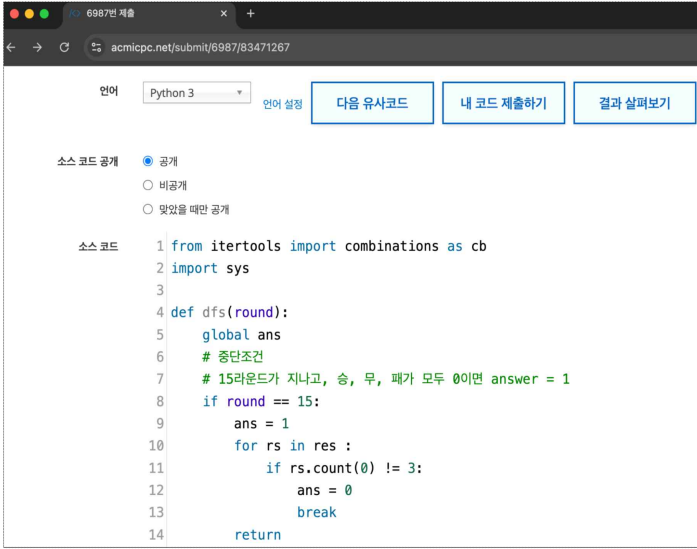 6987번 제출
acmicpc.net/submit/6987/83471267
언어
Python 3
언어 설정
다음 유사코드
내 코드 제출하기
결과 살펴보기
소스 코드 공개
공개
비공개
맞았을 때만 공개
소스 코드
1 from itertools import combinations as cb
2 import sys
3
4 def dfs(round):
5     global ans
6     # 중단조건
7     # 15라운드가 지나고, 승, 무, 패가 모두 0이면 answer = 1
8     if round == 15:
9         ans = 1
10         for rs in res :
11             if rs.count(0) != 3:
12                 ans = 0
13                 break
14         return